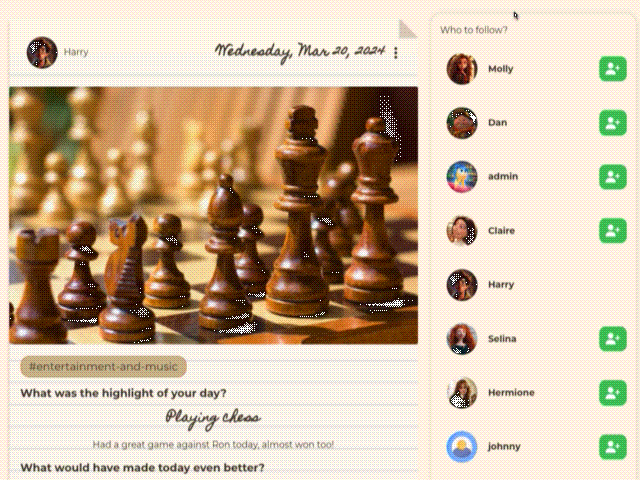 Harry
Wednesday, Mar 20, 2024
#entertainment-and-music
What was the highlight of your day?
Playing chess
Had a great game against Ron today, almost won too!
What would have made today even better?
Who to follow?
Molly
Dan
admin
Claire
Harry
Selina
Hermione
johnny